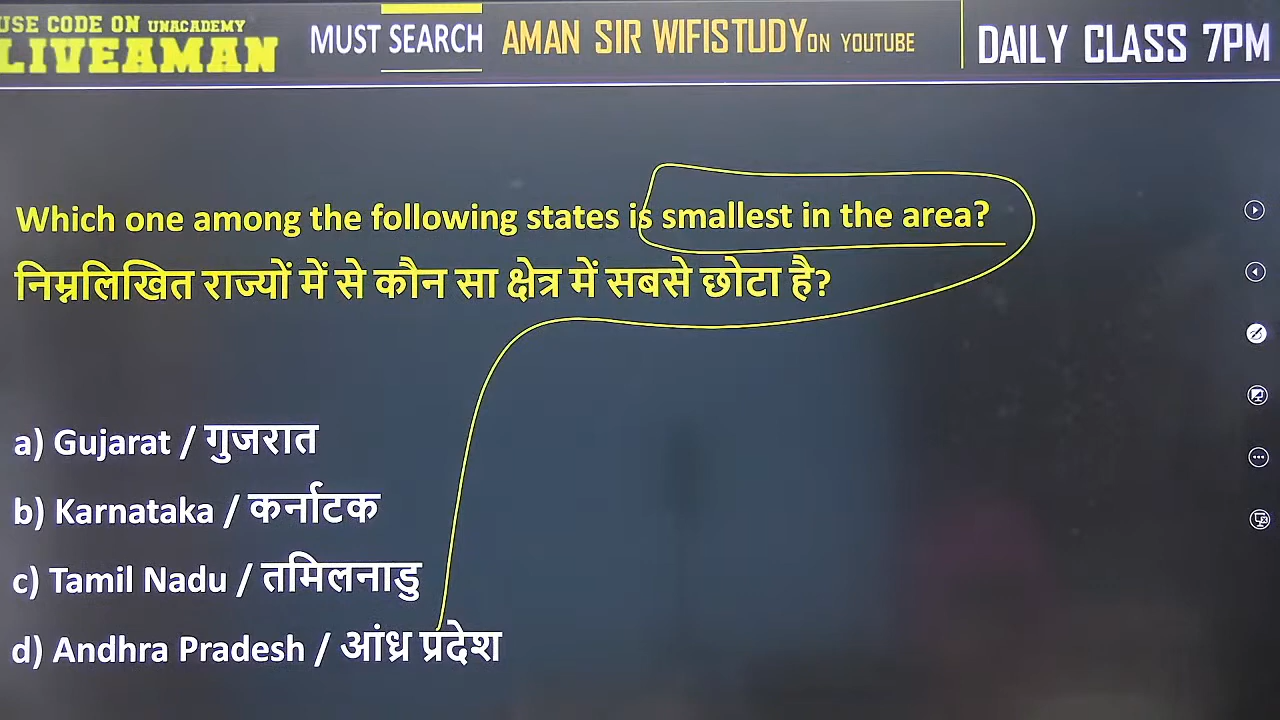 USE CODE ON UNACADEMY
LIVEAMAN
MUST SEARCH
AMAN SIR WIFISTUDY ON YOUTUBE
DAILY CLASS 7PM
Which one among the following states is smallest in the area?
निम्नलिखित राज्यों में से कौन सा क्षेत्र में सबसे छोटा है?
a) Gujarat / गुजरात
b) Karnataka / कर्नाटक
c) Tamil Nadu / तमिलनाडु
d) Andhra Pradesh / आंध्र प्रदेश